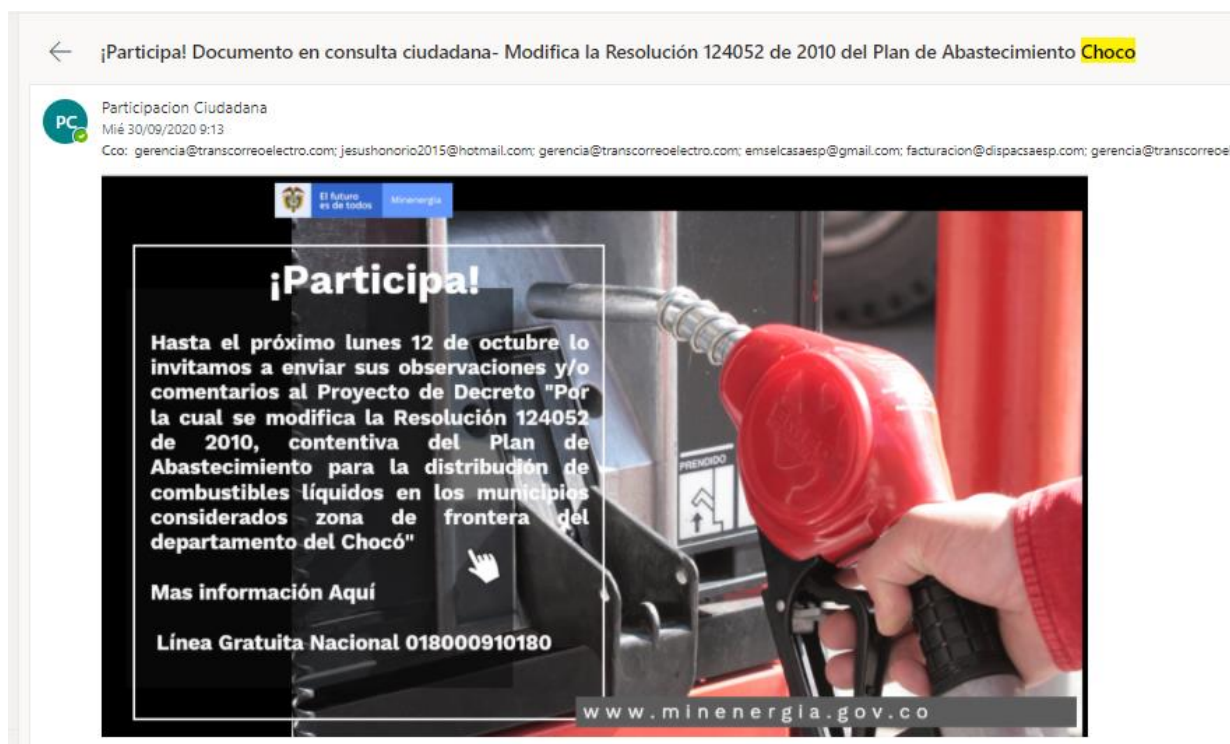 ¡Participa! Documento en consulta ciudadana- Modifica la Resolución 124052 de 2010 del Plan de Abastecimiento Choco
PC
Participacion Ciudadana
Mié 30/09/2020 9:13
Cco: gerencia@transcorreoelectro.com; jesushonorio2015@hotmail.com; gerencia@transcorreoelectro.com; emselcasaesp@gmail.com; facturacion@dispacsaesp.com; gerencia@transcorreoel
El futuro
es de todos
Minenergía
¡Participa!
Hasta el próximo lunes 12 de octubre lo
invitamos a enviar sus observaciones y/o
comentarios al Proyecto de Decreto "Por
la cual se modifica la Resolución 124052
de 2010, contentiva del Plan de
Abastecimiento para la distribución de
combustibles líquidos en los municipios
considerados zona de frontera del
departamento del Chocó"
Mas información Aquí
Línea Gratuita Nacional 018000910180
PRENDIDO
www.minenergia.gov.co